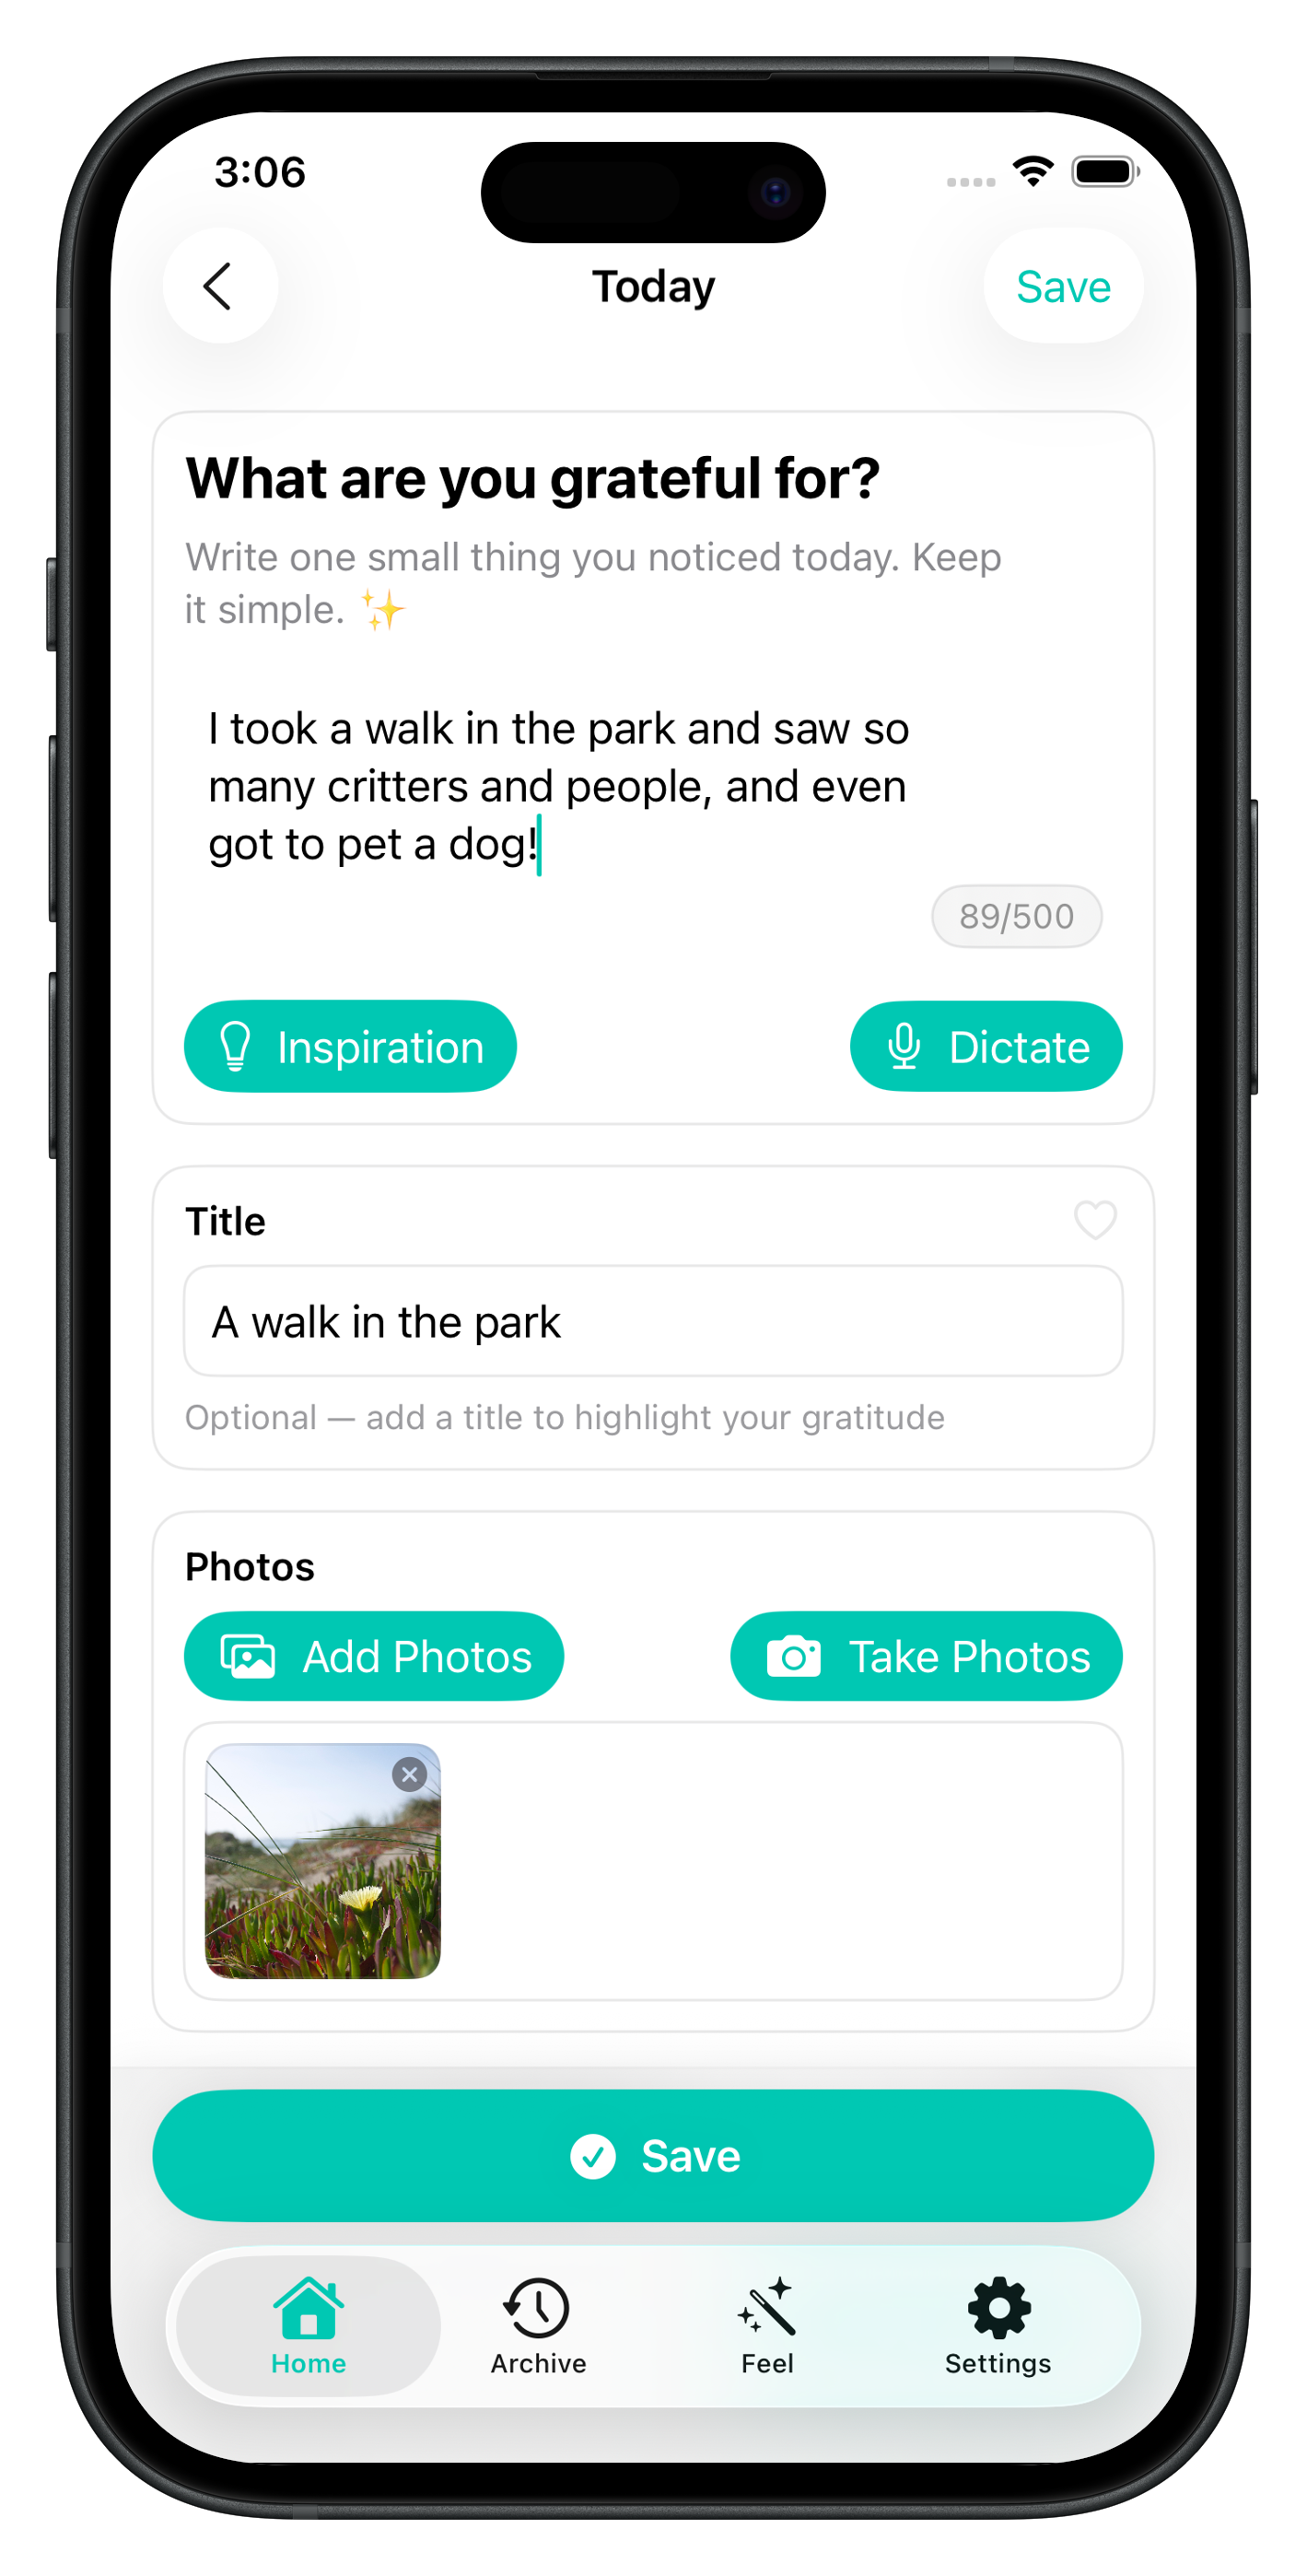 3:06
Today
Save
What are you grateful for?
Write one small thing you noticed today. Keep
it simple. ✨
I took a walk in the park and saw so
many critters and people, and even
got to pet a dog!
89/500
Inspiration
Dictate
Title
A walk in the park
Optional — add a title to highlight your gratitude
Photos
Add Photos
Take Photos
Save
Home
Archive
Feel
Settings